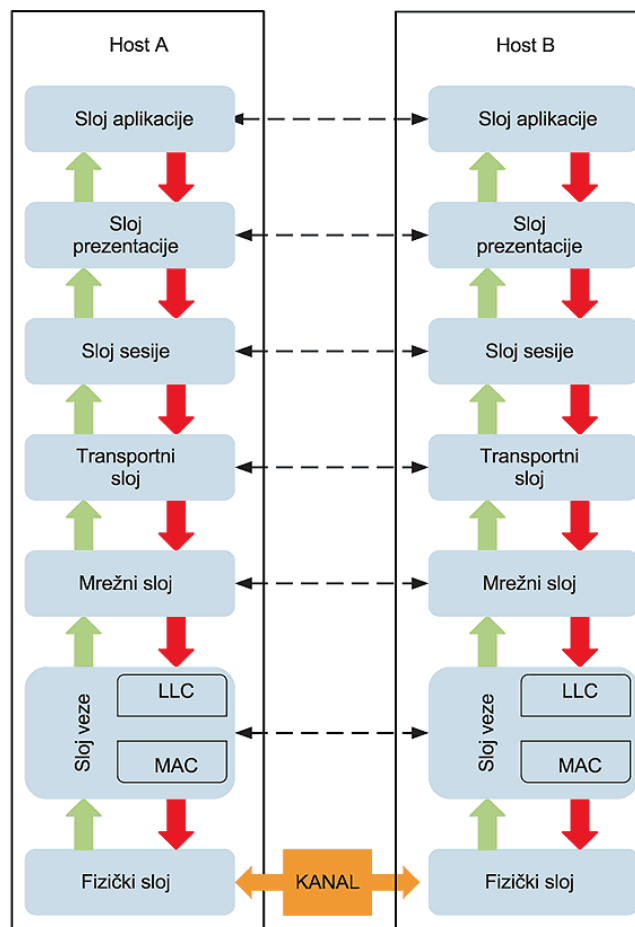 Host A
Sloj aplikacije
Sloj
prezentacije
Sloj sesije
Transportni
sloj
Mrežni sloj
Sloj veze
LLC
MAC
Fizički sloj
KANAL
Host B
Sloj aplikacije
Sloj
prezentacije
Sloj sesije
Transportni
sloj
Mrežni sloj
Sloj veze
LLC
MAC
Fizički sloj